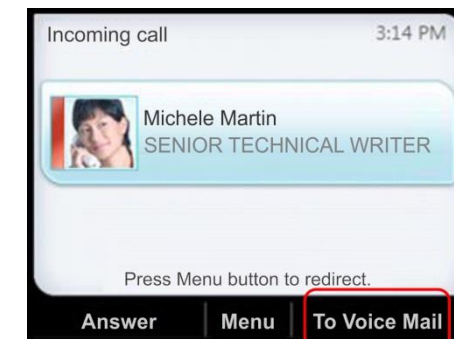 Incoming call 3:14 PM
Michele Martin
SENIOR TECHNICAL WRITER
Press Menu button to redirect.
Answer Menu To Voice Mail